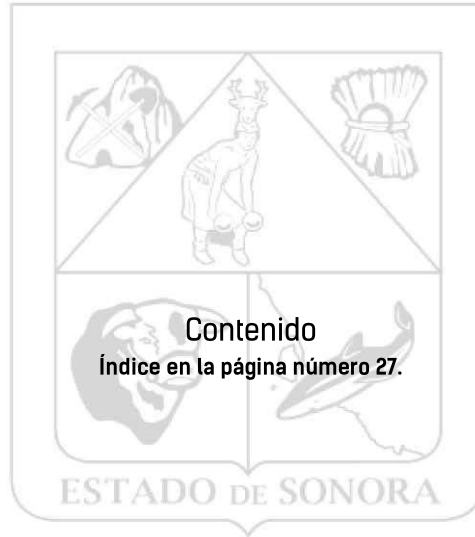 Contenido
Índice en la página número 27.
ESTADO DE SONORA